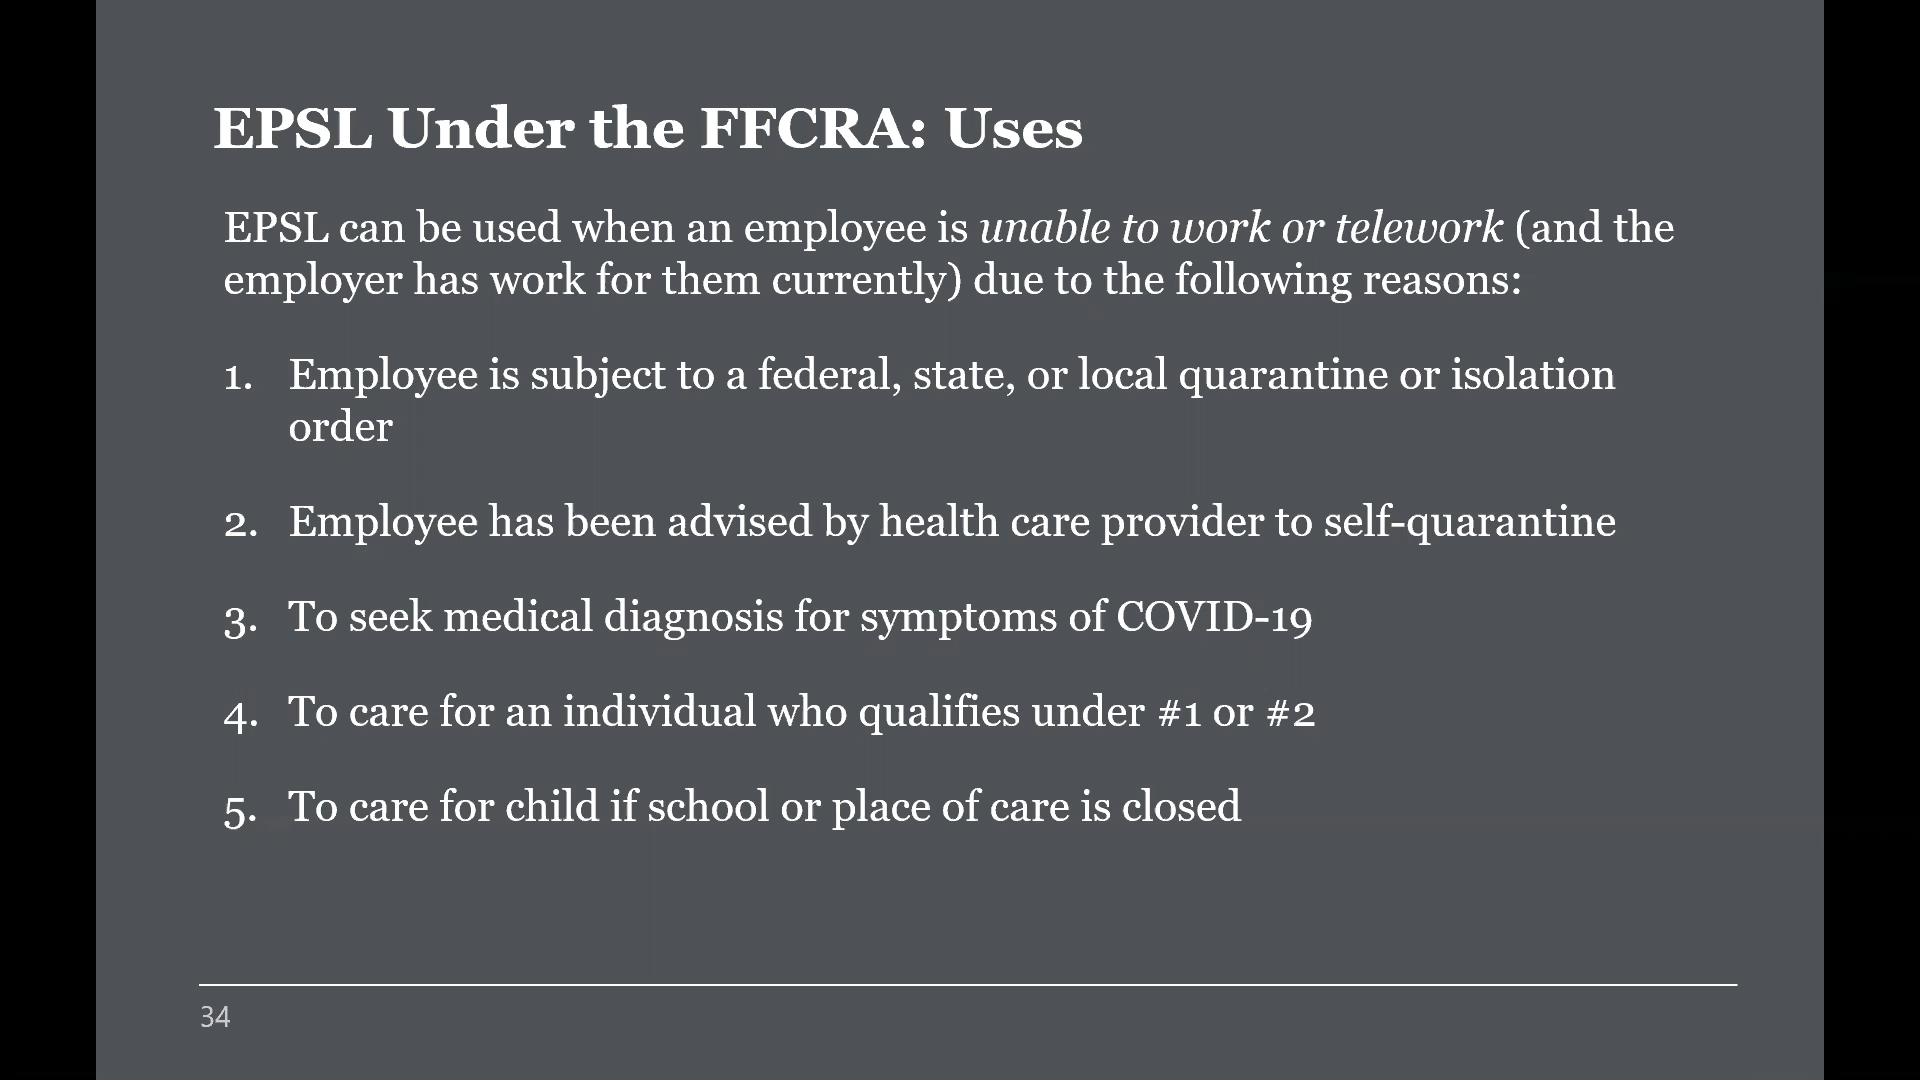 EPSL Under the FFCRA: Uses
EPSL can be used when an employee is unable to work or telework (and the
employer has work for them currently) due to the following reasons:
1. Employee is subject to a federal, state, or local quarantine or isolation
order
2. Employee has been advised by health care provider to self-quarantine
3. To seek medical diagnosis for symptoms of COVID-19
4. To care for an individual who qualifies under #1 or #2
5. To care for child if school or place of care is closed
34